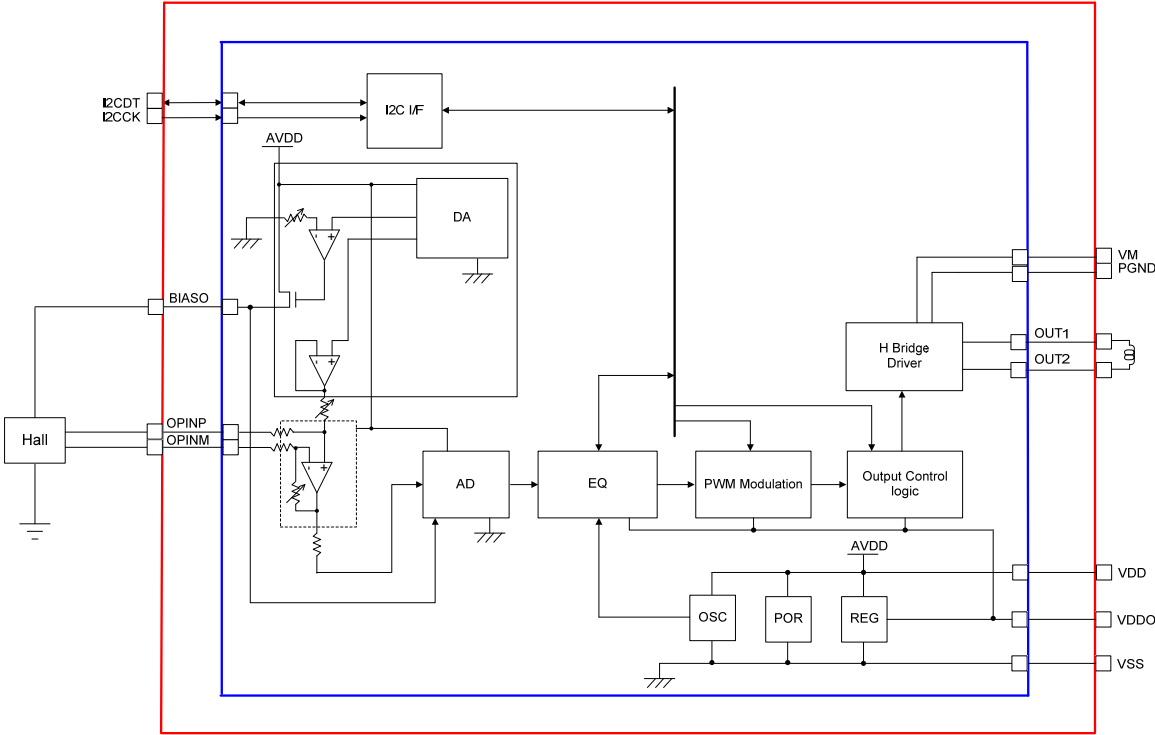 I2CDT
I2CCK
I2C I/F
AVDD
DA
- +
BIASO
- +
VM
PGND
OUT1
OUT2
H Bridge
Driver
OPINP
OPINM
Hall
- +
AD
EQ
PWM Modulation
Output Control
logic
AVDD
OSC
POR
REG
VDD
VDDO
VSS